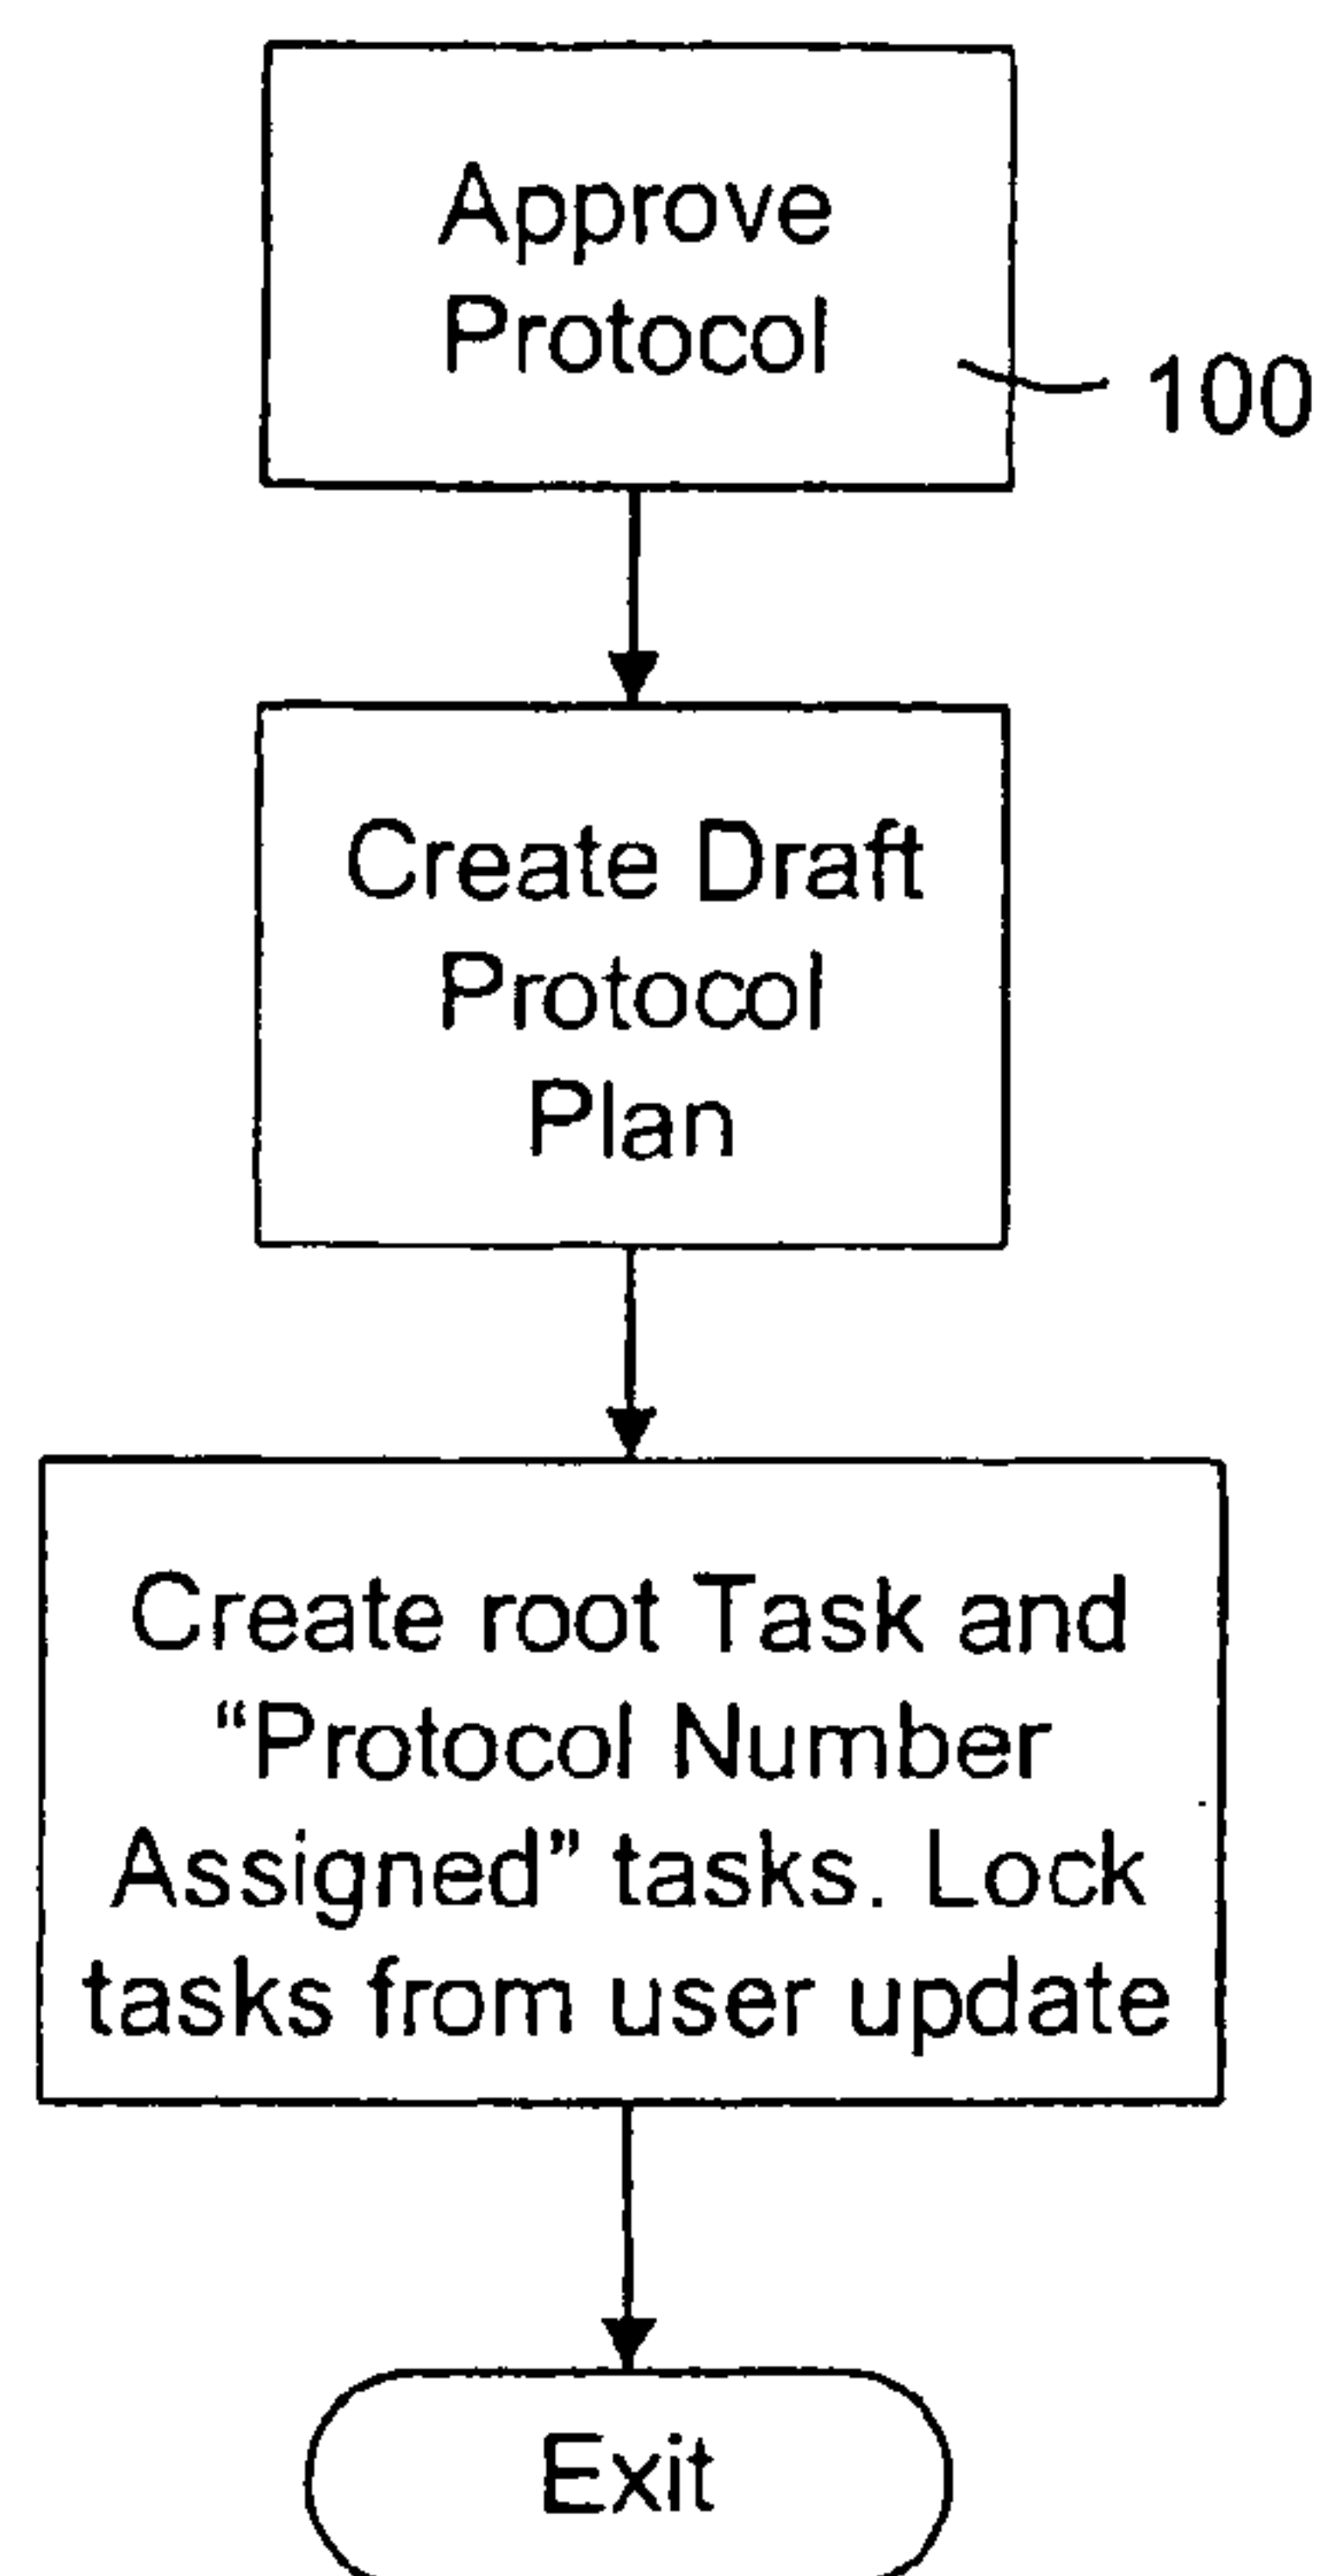 Approve
Protocol
100
Create Draft
Protocol
Plan
Create root Task and
“Protocol Number
Assigned” tasks. Lock
tasks from user update
Exit